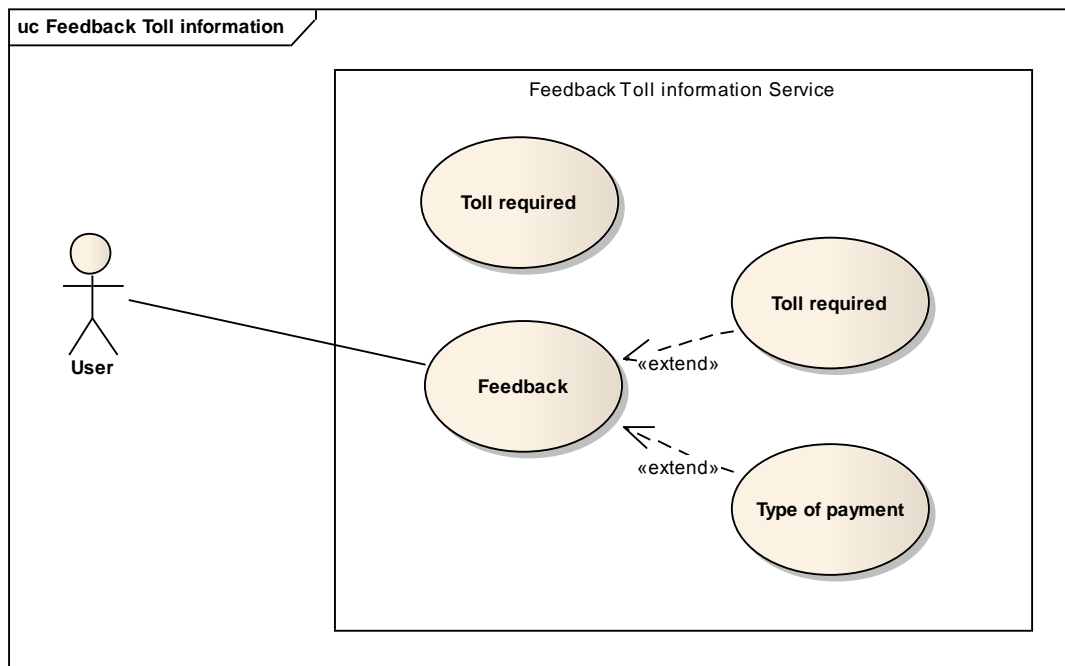 uc Feedback Toll information
Feedback Toll information Service
Toll required
Toll required
User
Feedback
«extend»
«extend»
Type of payment